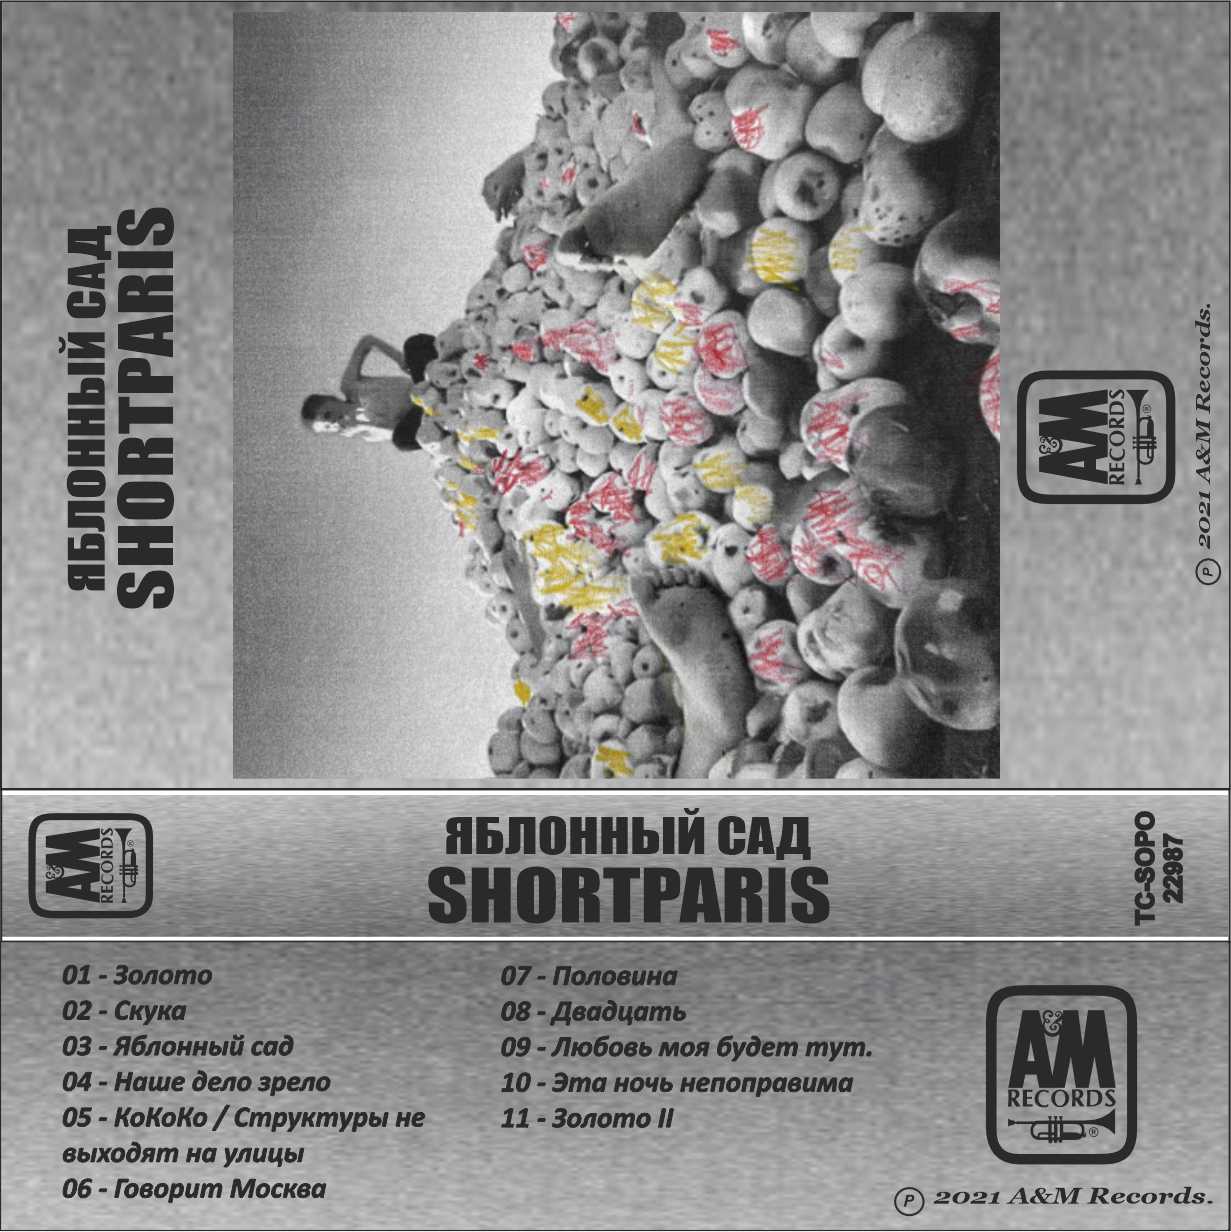 ЯБЛОННЫЙ САД
SHORTPARIS
A&M
RECORDS
®
℗ 2021 A&M Records.
A&M
RECORDS
®
ЯБЛОННЫЙ САД
SHORTPARIS
TC-SOPO
22987
01 - Золото
02 - Скука
03 - Яблонный сад
04 - Наше дело зрело
05 - КоКоКо / Структуры не
выходят на улицы
06 - Говорит Москва
07 - Половина
08 - Двадцать
09 - Любовь моя будет тут.
10 - Эта ночь непоправима
11 - Золото II
A&M
RECORDS
®
℗ 2021 A&M Records.